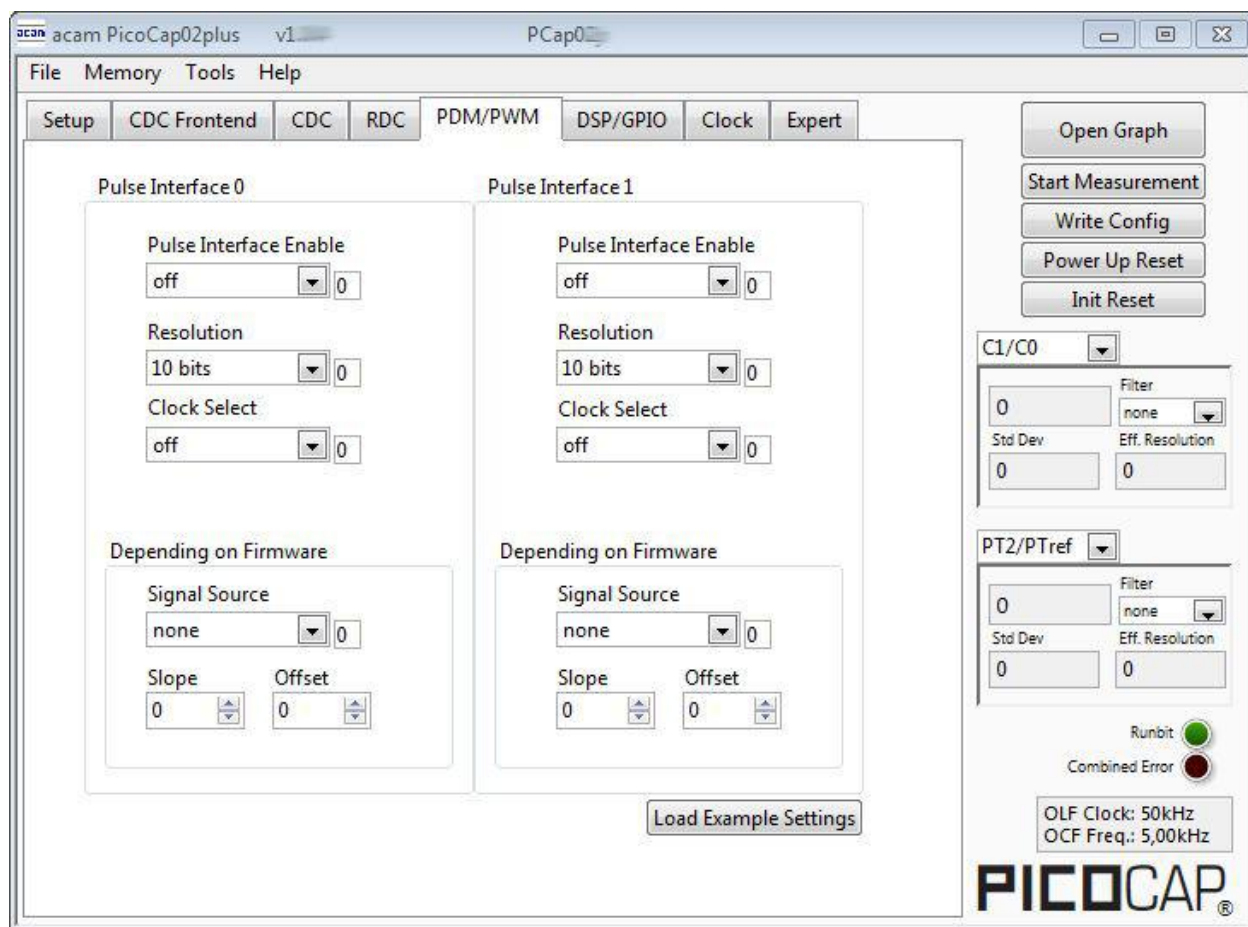 acam acam PicoCap02plus v1. PCap02
File Memory Tools Help
Setup CDC Frontend CDC RDC PDM/PWM DSP/GPIO Clock Expert
Pulse Interface 0
Pulse Interface Enable
off 0
Resolution
10 bits 0
Clock Select
off 0
Depending on Firmware
Signal Source
none 0
Slope Offset
0 0
Pulse Interface 1
Pulse Interface Enable
off 0
Resolution
10 bits 0
Clock Select
off 0
Depending on Firmware
Signal Source
none 0
Slope Offset
0 0
Load Example Settings
Open Graph
Start Measurement
Write Config
Power Up Reset
Init Reset
C1/C0
Filter
0 none
Std Dev Eff. Resolution
0 0
PT2/PTref
Filter
0 none
Std Dev Eff. Resolution
0 0
Runbit
Combined Error
OLF Clock: 50kHz
OCF Freq.: 5,00kHz
PICOCAP®